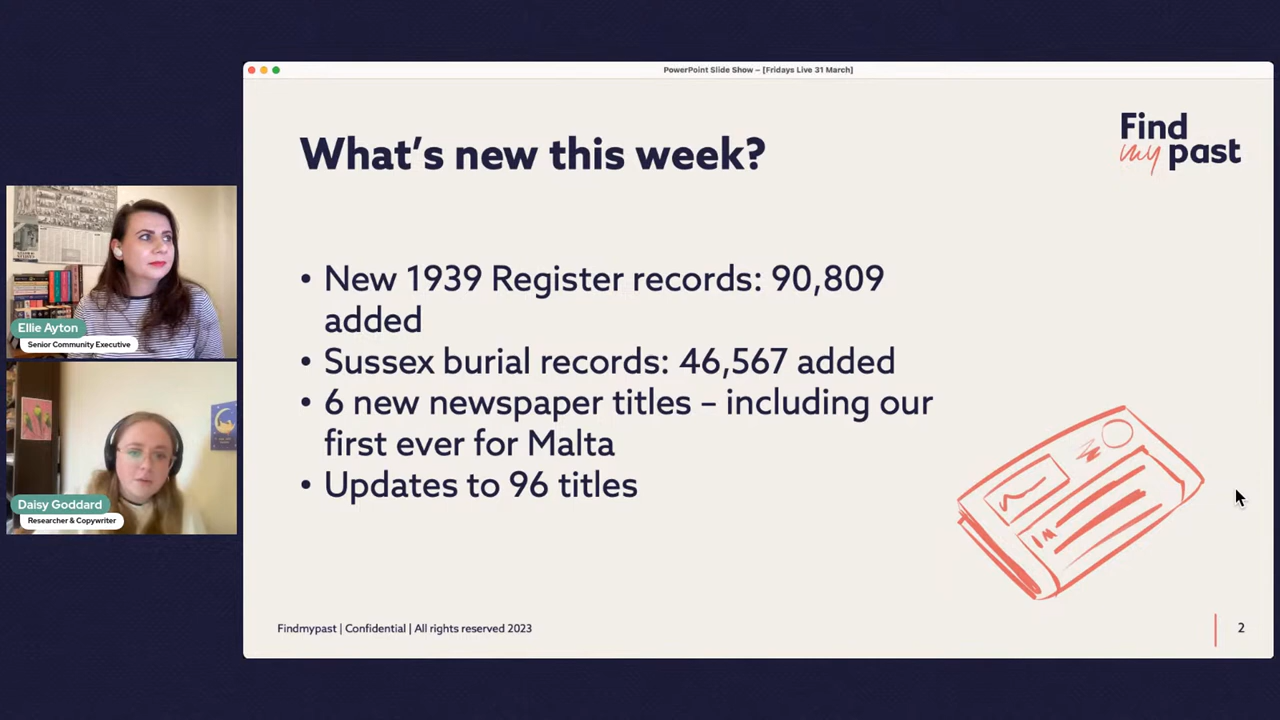 PowerPoint Slide Show – [Fridays Live 31 March]
What's new this week?
Find
my past
• New 1939 Register records: 90,809
added
• Sussex burial records: 46,567 added
• 6 new newspaper titles – including our
first ever for Malta
• Updates to 96 titles
Ellie Ayton
Senior Community Executive
Daisy Goddard
Researcher & Copywriter
Findmypast | Confidential | All rights reserved 2023
2